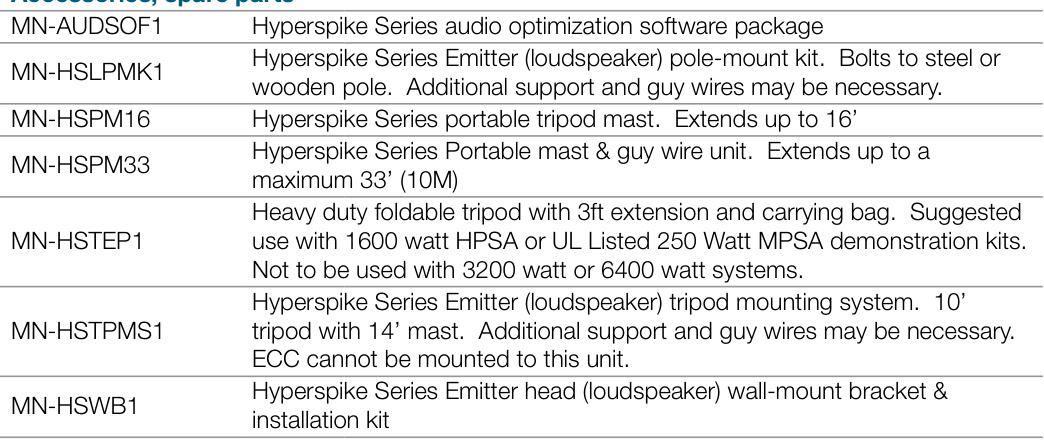 Accessories, spare parts
MN-AUDSOF1 Hyperspike Series audio optimization software package
MN-HSLPMK1 Hyperspike Series Emitter (loudspeaker) pole-mount kit.  Bolts to steel or
wooden pole.  Additional support and guy wires may be necessary.
MN-HSPM16 Hyperspike Series portable tripod mast.  Extends up to 16’
MN-HSPM33 Hyperspike Series Portable mast & guy wire unit.  Extends up to a
maximum 33’ (10M)
MN-HSTEP1 Heavy duty foldable tripod with 3ft extension and carrying bag.  Suggested
use with 1600 watt HPSA or UL Listed 250 Watt MPSA demonstration kits.
Not to be used with 3200 watt or 6400 watt systems.
MN-HSTPMS1 Hyperspike Series Emitter (loudspeaker) tripod mounting system.  10’
tripod with 14’ mast.  Additional support and guy wires may be necessary.
ECC cannot be mounted to this unit.
MN-HSWB1 Hyperspike Series Emitter head (loudspeaker) wall-mount bracket &
installation kit